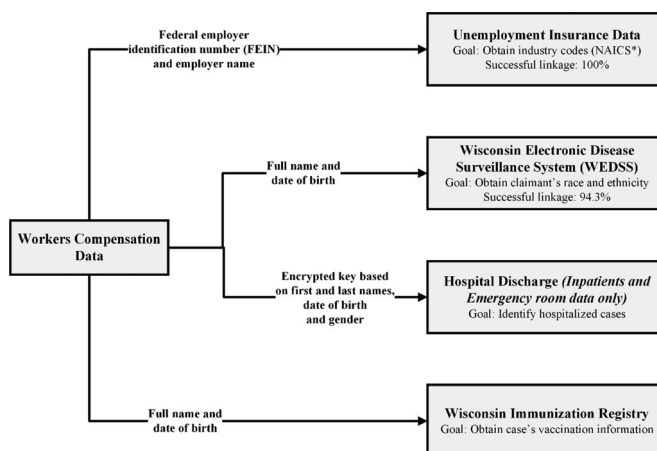 Federal employer
identification number (FEIN)
and employer name
Unemployment Insurance Data
Goal: Obtain industry codes (NAICS*)
Successful linkage: 100%
Full name and
date of birth
Wisconsin Electronic Disease
Surveillance System (WEDSS)
Goal: Obtain claimant's race and ethnicity
Successful linkage: 94.3%
Workers Compensation
Data
Encrypted key based
on first and last names,
date of birth
and gender
Hospital Discharge (Inpatients and
Emergency room data only)
Goal: Identify hospitalized cases
Full name and
date of birth
Wisconsin Immunization Registry
Goal: Obtain case's vaccination information